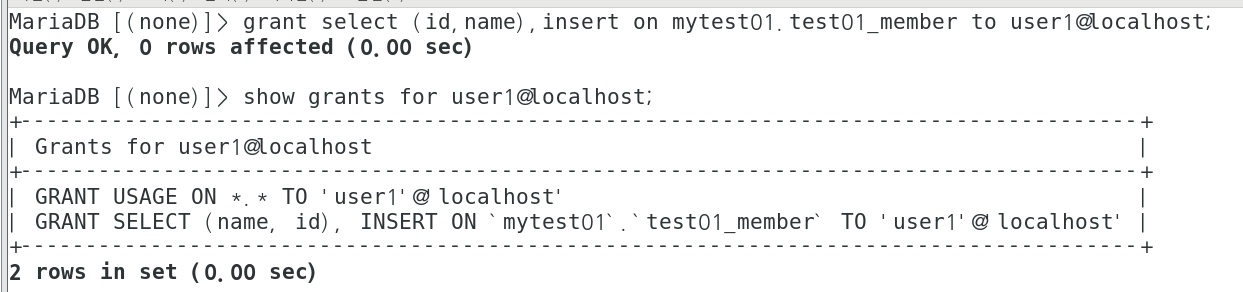 MariaDB [(none)]> grant select (id,name),insert on mytest01.test01_member to user1@localhost;
Query OK, 0 rows affected (0.00 sec)
MariaDB [(none)]> show grants for user1@localhost;
+--------------------------------------------------------------------------------------+
| Grants for user1@localhost                                                           |
+--------------------------------------------------------------------------------------+
| GRANT USAGE ON *.* TO 'user1'@'localhost'                                            |
| GRANT SELECT (name, id), INSERT ON `mytest01`.`test01_member` TO 'user1'@'localhost' |
+--------------------------------------------------------------------------------------+
2 rows in set (0.00 sec)